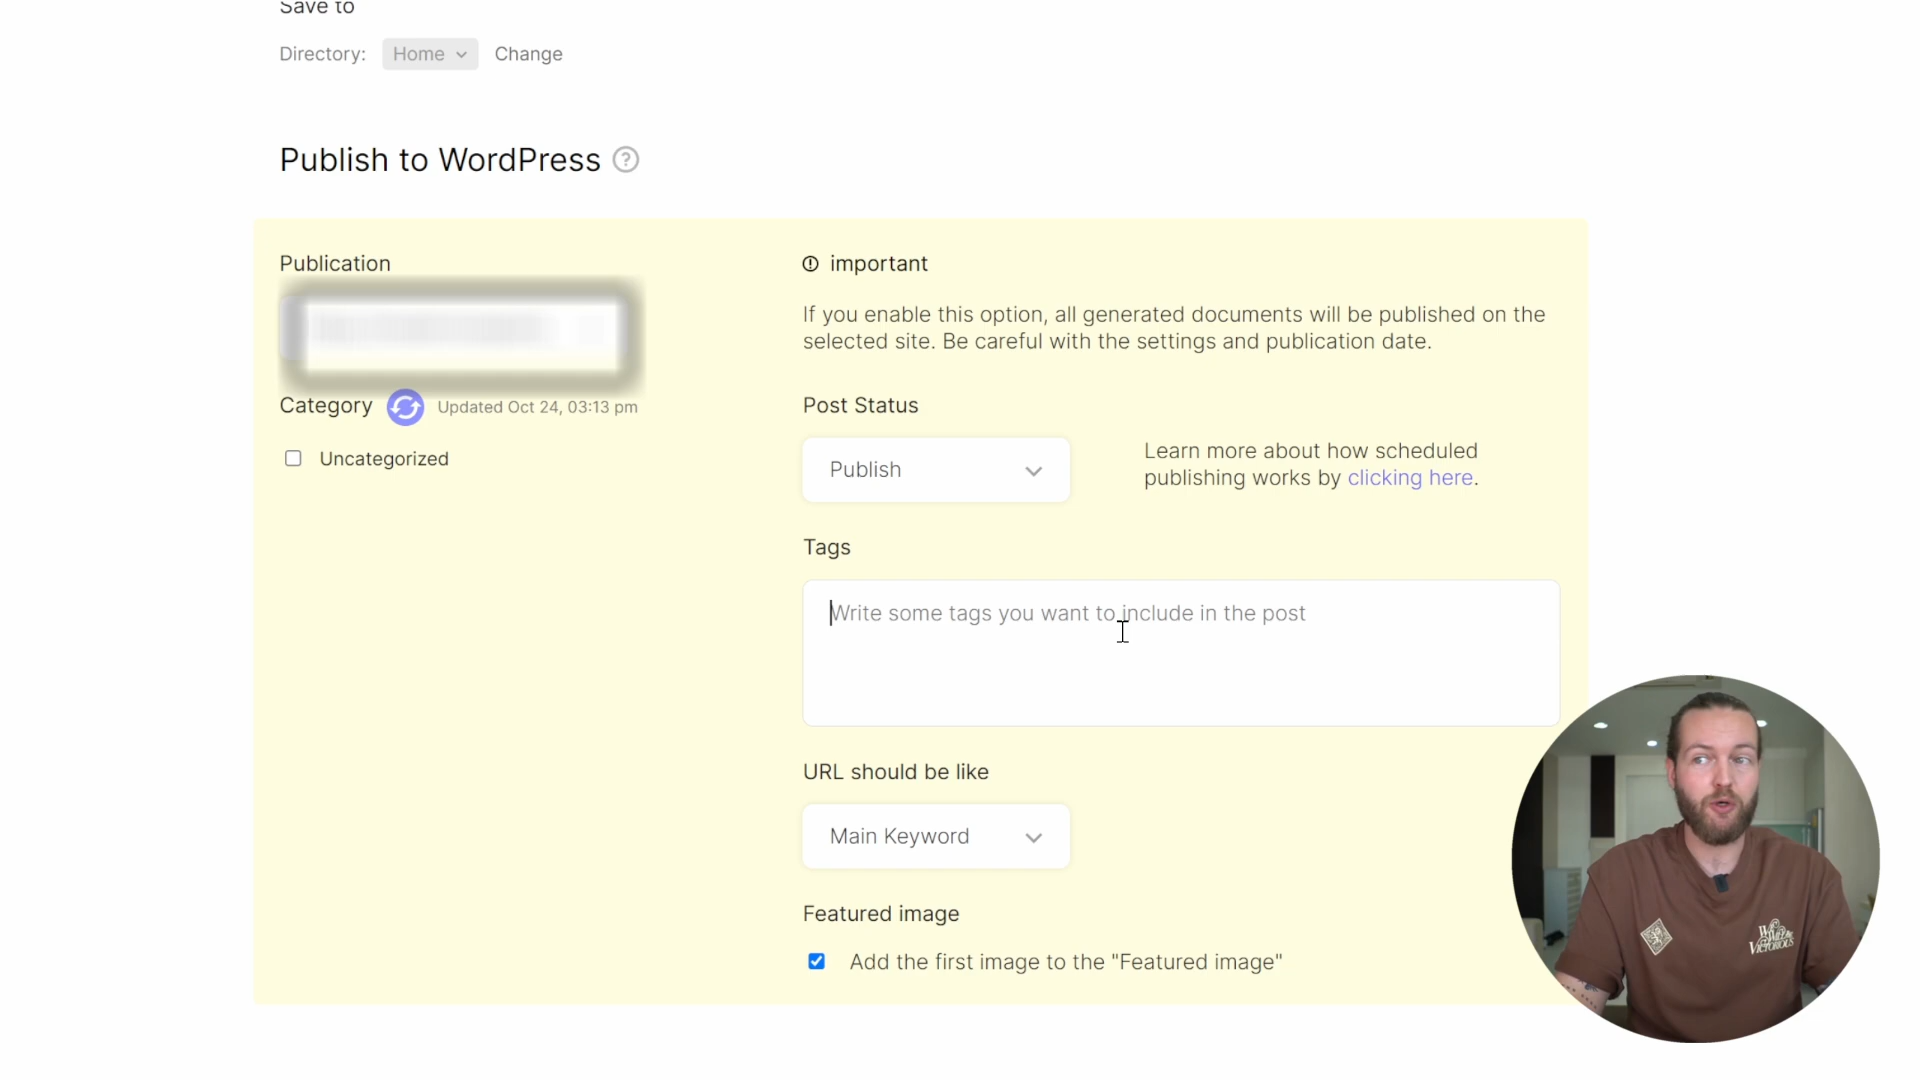 Save to
Directory: Home Change
Publish to WordPress ?
Publication
important
If you enable this option, all generated documents will be published on the
selected site. Be careful with the settings and publication date.
Category Updated Oct 24, 03:13 pm
Uncategorized
Post Status
Publish
Learn more about how scheduled
publishing works by clicking here.
Tags
Write some tags you want to include in the post
URL should be like
Main Keyword
Featured image
Add the first image to the "Featured image"